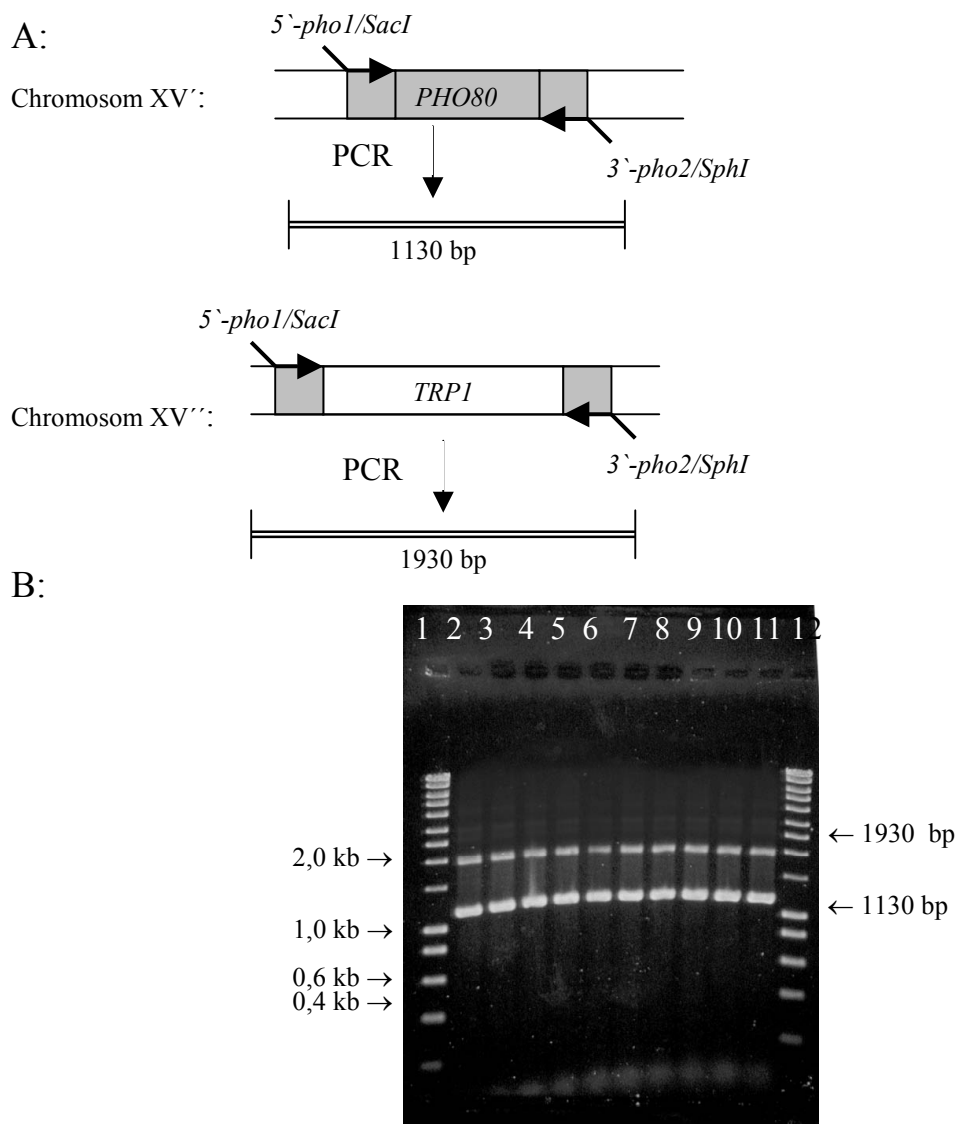 A:
5`-pho1/SacI
Chromosom XV´:
PHO80
PCR
3`-pho2/SphI
1130 bp
5`-pho1/SacI
TRP1
Chromosom XV´´:
PCR
3`-pho2/SphI
1930 bp
B:
1 2 3 4 5 6 7 8 9 10 11 12
← 1930 bp
2,0 kb →
← 1130 bp
1,0 kb →
0,6 kb →
0,4 kb →